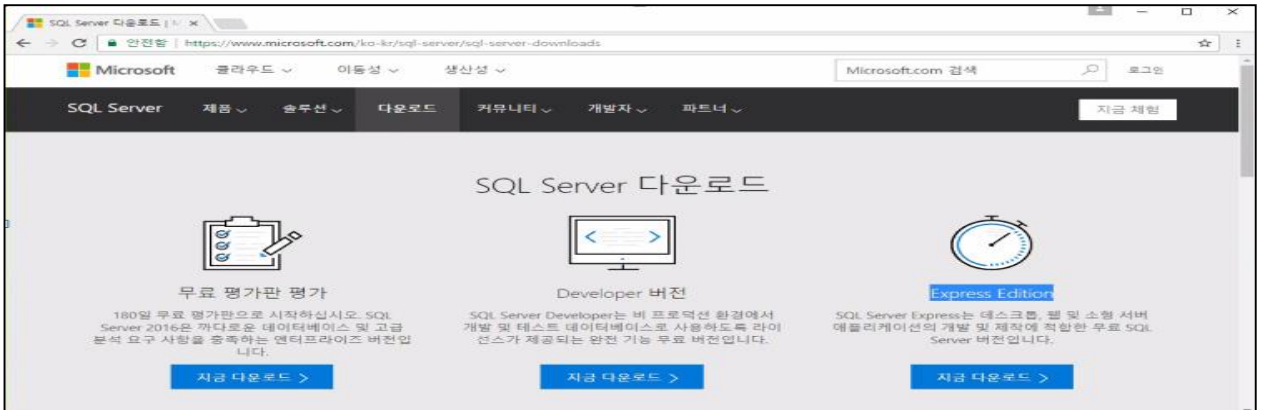 SQL Server 다운로드 | M
안전함 | https://www.microsoft.com/ko-kr/sql-server/sql-server-downloads
Microsoft 클라우드 이동성 생산성 Microsoft.com 검색 로그인
SQL Server 제품 솔루션 다운로드 커뮤니티 개발자 파트너 지금 체험
SQL Server 다운로드
무료 평가판 평가
180일 무료 평가판으로 시작하십시오. SQL
Server 2016은 까다로운 데이터베이스 및 고급
분석 요구 사항을 충족하는 엔터프라이즈 버전입
니다.
지금 다운로드 >
Developer 버전
SQL Server Developer는 비 프로덕션 환경에서
개발 및 테스트 데이터베이스로 사용하도록 라이
선스가 제공되는 완전 기능 무료 버전입니다.
지금 다운로드 >
Express Edition
SQL Server Express는 데스크톱, 웹 및 소형 서버
애플리케이션의 개발 및 제작에 적합한 무료 SQL
Server 버전입니다.
지금 다운로드 >